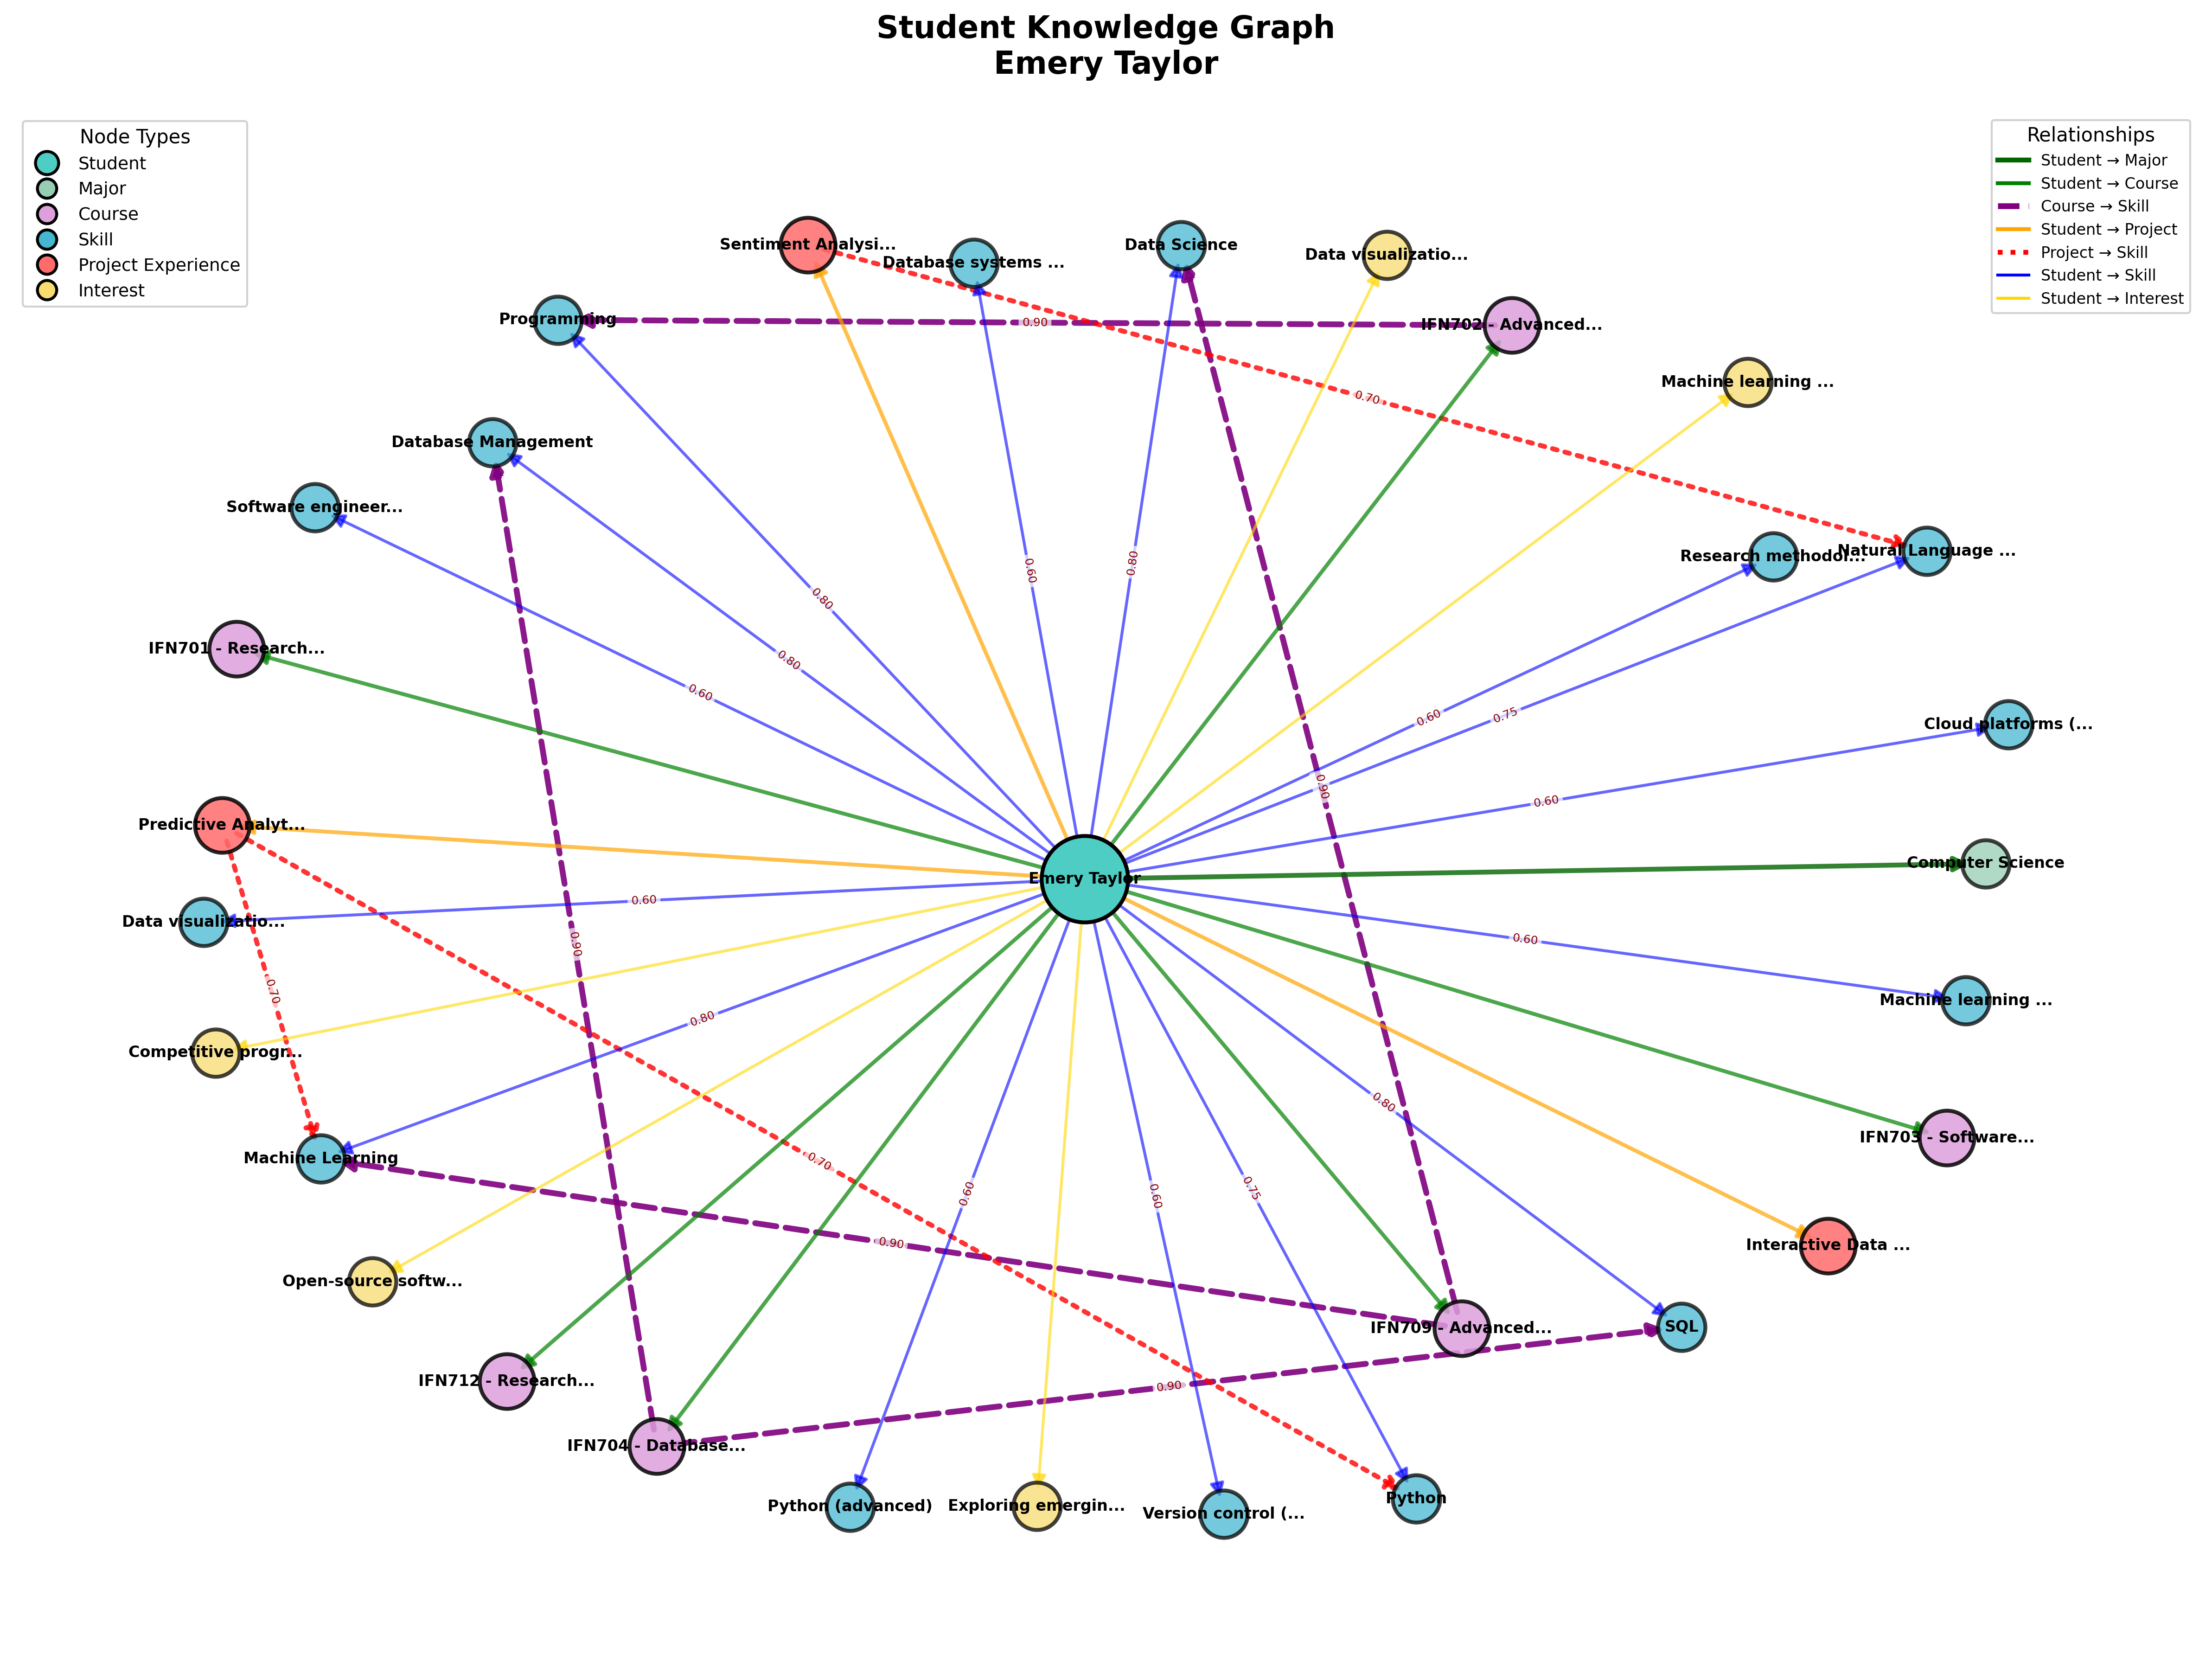 Student Knowledge Graph
Emery Taylor
Node Types
Student
Major
Course
Skill
Project Experience
Interest
Relationships
Student → Major
Student → Course
Course → Skill
Student → Project
Project → Skill
Student → Skill
Student → Interest
Sentiment Analysi...
Database systems ...
Data Science
Data visualizatio...
Programming
0.90
IFN702 - Advanced...
Machine learning ...
0.70
Database Management
Software engineer...
Research methodol...
Natural Language ...
0.60
0.80
0.80
IFN701 - Research...
0.80
0.60
0.60
0.75
Cloud platforms (...
0.90
0.60
Predictive Analyt...
Computer Science
Emery Taylor
0.60
Data visualizatio...
0.90
0.60
0.70
Machine learning ...
0.80
Competitive progr...
0.80
IFN703 - Software...
Machine Learning
0.70
0.60
0.60
0.75
0.90
Interactive Data ...
Open-source softw...
IFN709 - Advanced...
SQL
IFN712 - Research...
0.90
IFN704 - Database...
Python (advanced)
Exploring emergin...
Version control (...
Python